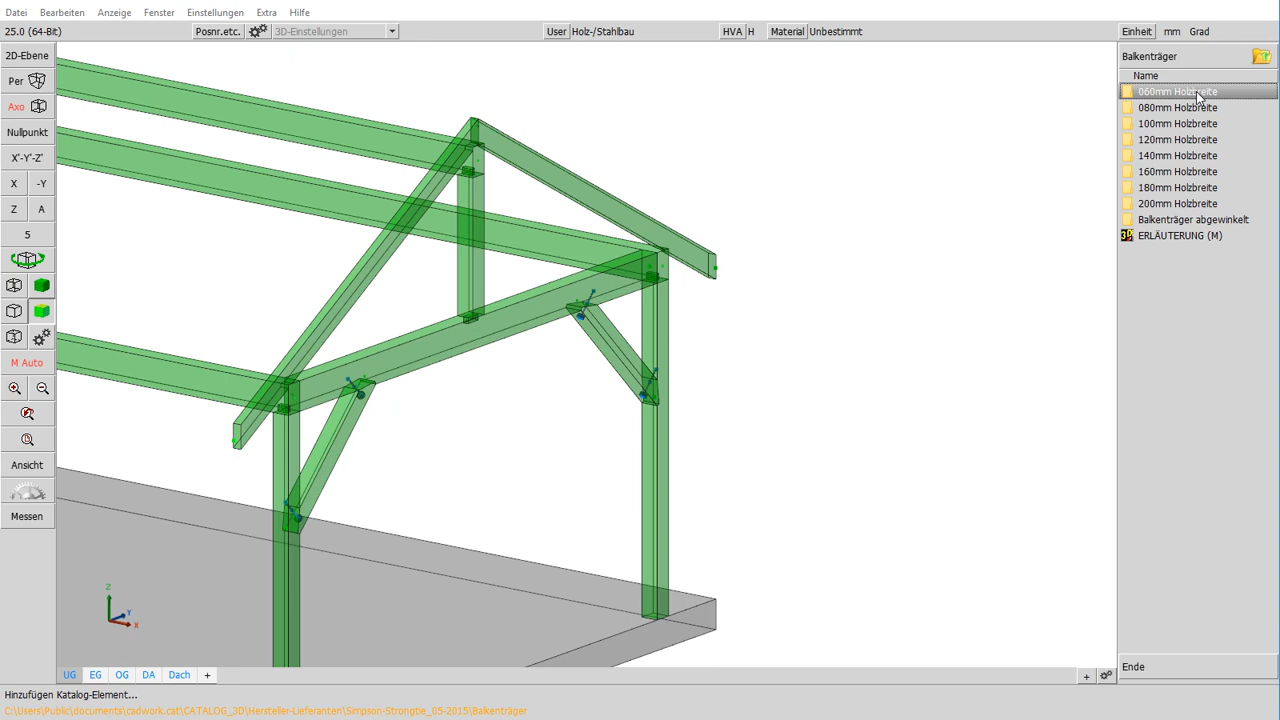 Datei Bearbeiten Anzeige Fenster Einstellungen Extra Hilfe
25.0 (64-Bit) Posnr.etc. 3D-Einstellungen User Holz-/Stahlbau HVA H Material Unbestimmt Einheit mm Grad
2D-Ebene
Per
Axo
Nullpunkt
X'-Y'-Z'
X -Y
Z A
5
M Auto
Ansicht
Messen
Z
Y
X
UG EG OG DA Dach +
+
Balkenträger
Name
060mm Holzbreite
080mm Holzbreite
100mm Holzbreite
120mm Holzbreite
140mm Holzbreite
160mm Holzbreite
180mm Holzbreite
200mm Holzbreite
Balkenträger abgewinkelt
3D ERLÄUTERUNG (M)
Ende
Hinzufügen Katalog-Element...
C:\Users\Public\documents\cadwork.cat\CATALOG_3D\Hersteller-Lieferanten\Simpson-Strongtie_05-2015\Balkenträger